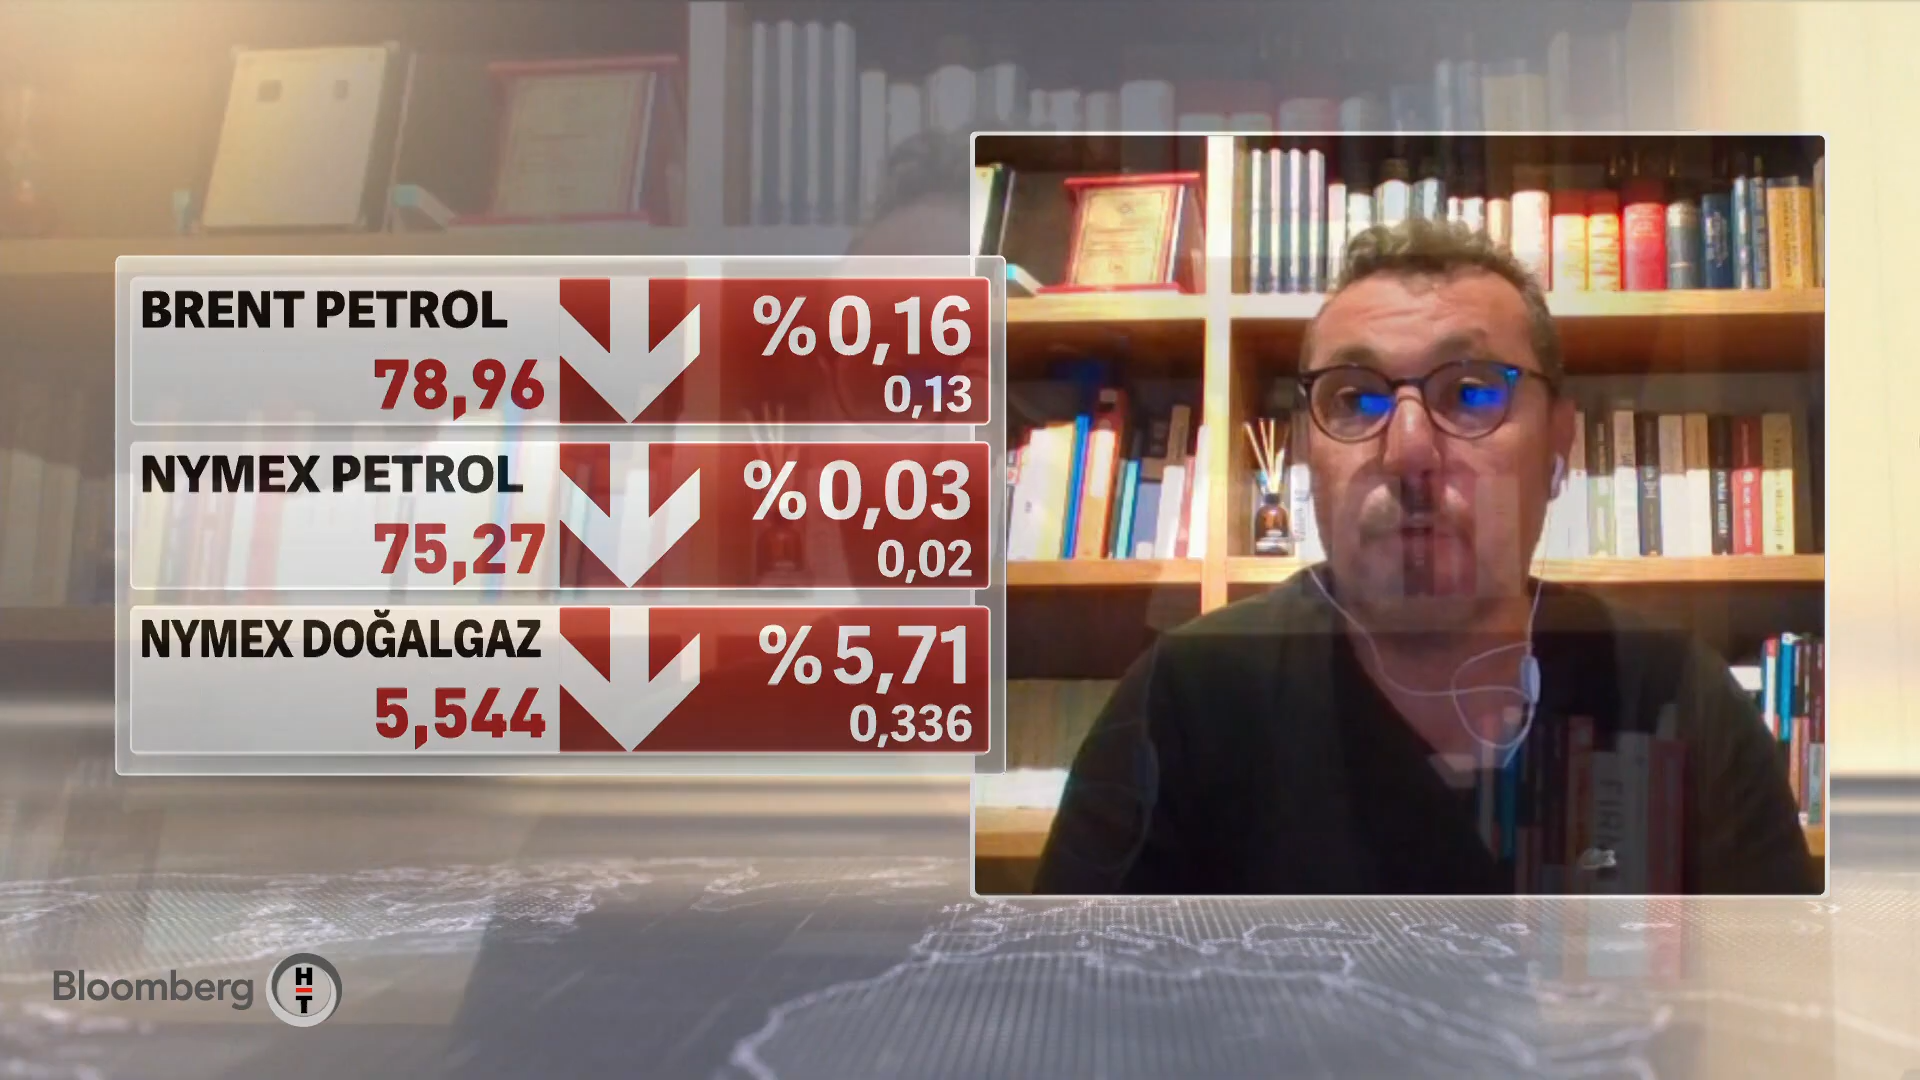 BRENT PETROL
78,96
%0,16
0,13
NYMEX PETROL
75,27
%0,03
0,02
NYMEX DOĞALGAZ
5,544
%5,71
0,336
Bloomberg HT